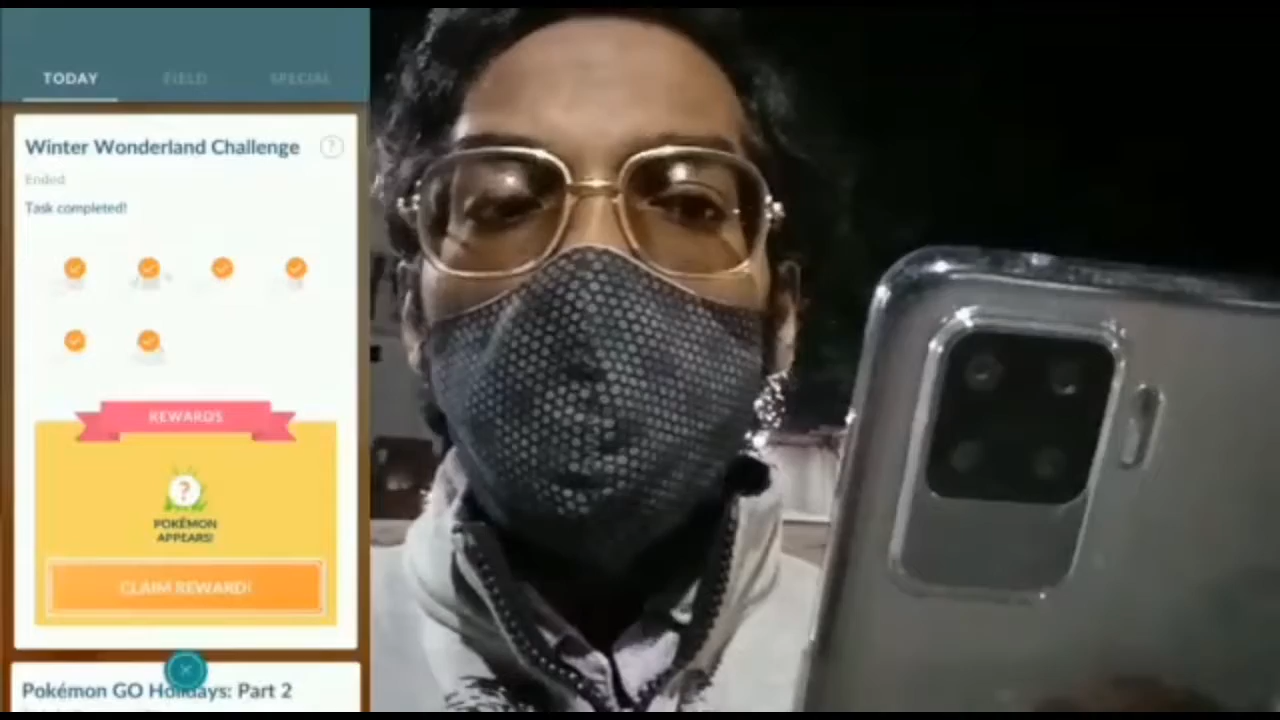 TODAY FIELD SPECIAL
Winter Wonderland Challenge ?
Ended
Task completed!
REWARDS
?
POKÉMON
APPEARS!
CLAIM REWARD!
Pokémon GO Holidays: Part 2